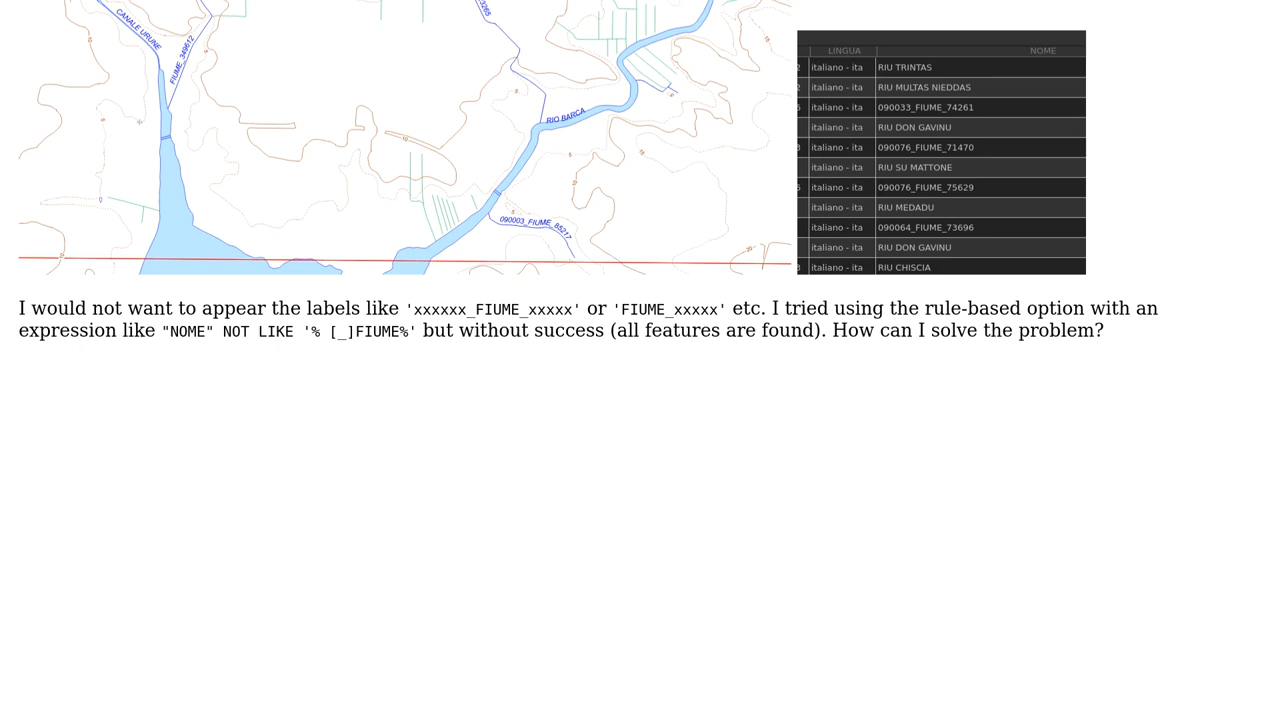 CANALE URUNE
FIUME_349612
3265
RIO BARCA
090003_FIUME_85217
LINGUA NOME
italiano - ita RIU TRINTAS
italiano - ita RIU MULTAS NIEDDAS
italiano - ita 090033_FIUME_74261
italiano - ita RIU DON GAVINU
italiano - ita 090076_FIUME_71470
italiano - ita RIU SU MATTONE
italiano - ita 090076_FIUME_75629
italiano - ita RIU MEDADU
italiano - ita 090064_FIUME_73696
italiano - ita RIU DON GAVINU
italiano - ita RIU CHISCIA
I would not want to appear the labels like 'xxxxxx_FIUME_xxxxx' or 'FIUME_xxxxx' etc. I tried using the rule-based option with an
expression like "NOME" NOT LIKE '% [_]FIUME%' but without success (all features are found). How can I solve the problem?